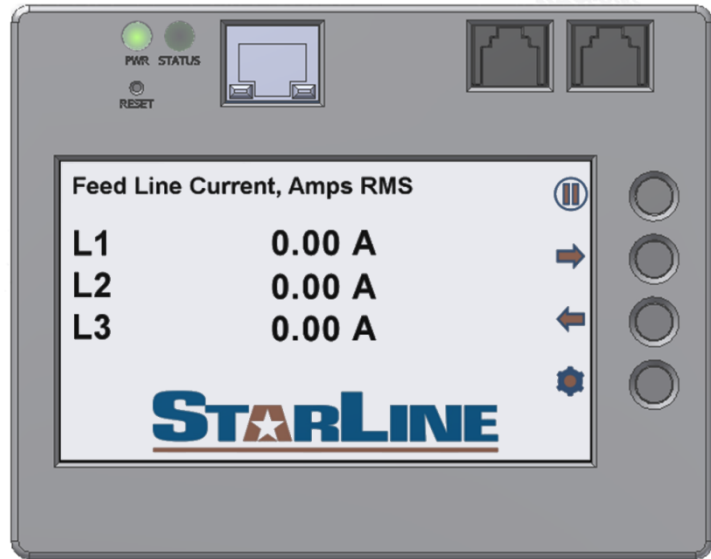 PWR STATUS
RESET
Feed Line Current, Amps RMS
L1 0.00 A
L2 0.00 A
L3 0.00 A
STARLINE